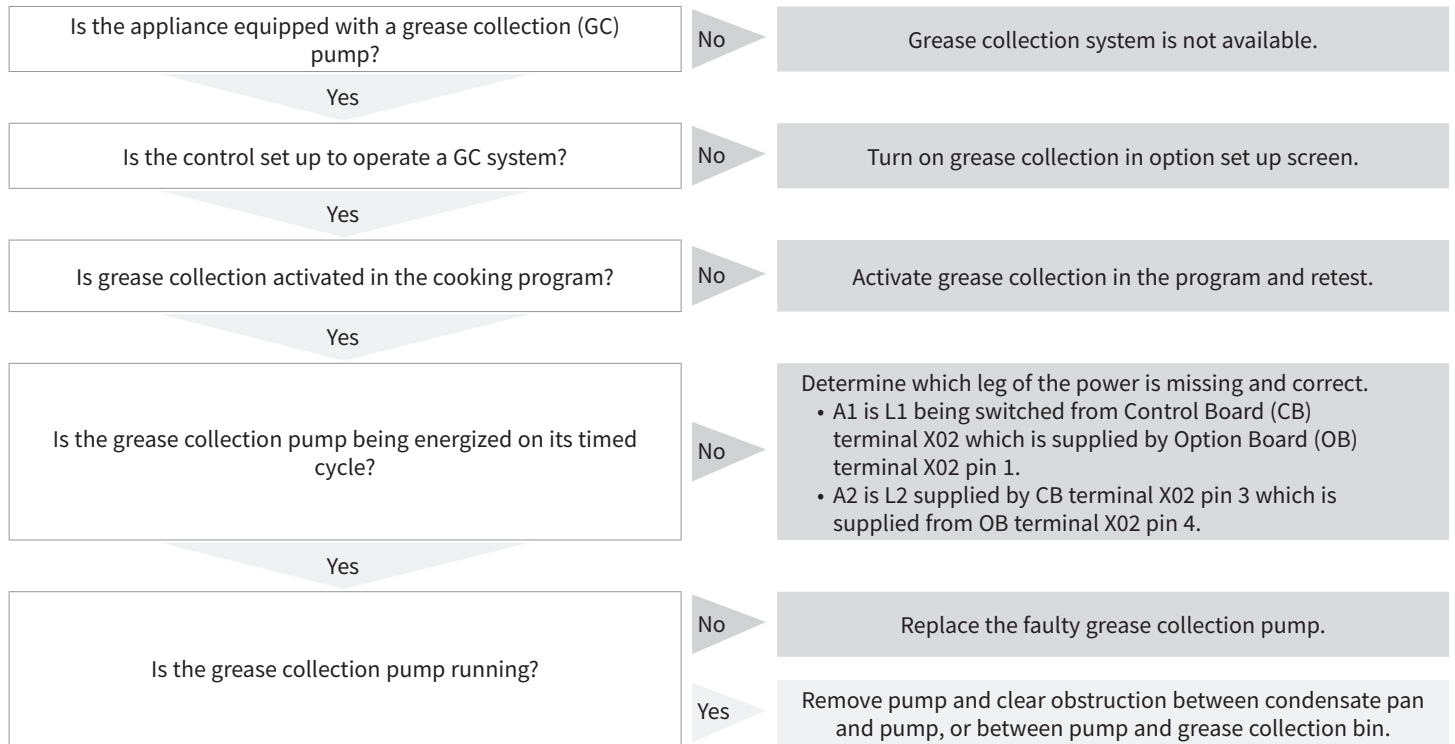 Is the appliance equipped with a grease collection (GC)
pump?
No
Grease collection system is not available.
Yes
Is the control set up to operate a GC system?
No
Turn on grease collection in option set up screen.
Yes
Is grease collection activated in the cooking program?
No
Activate grease collection in the program and retest.
Yes
Is the grease collection pump being energized on its timed
cycle?
No
Determine which leg of the power is missing and correct.
• A1 is L1 being switched from Control Board (CB)
terminal X02 which is supplied by Option Board (OB)
terminal X02 pin 1.
• A2 is L2 supplied by CB terminal X02 pin 3 which is
supplied from OB terminal X02 pin 4.
Yes
Is the grease collection pump running?
No
Replace the faulty grease collection pump.
Yes
Remove pump and clear obstruction between condensate pan
and pump, or between pump and grease collection bin.